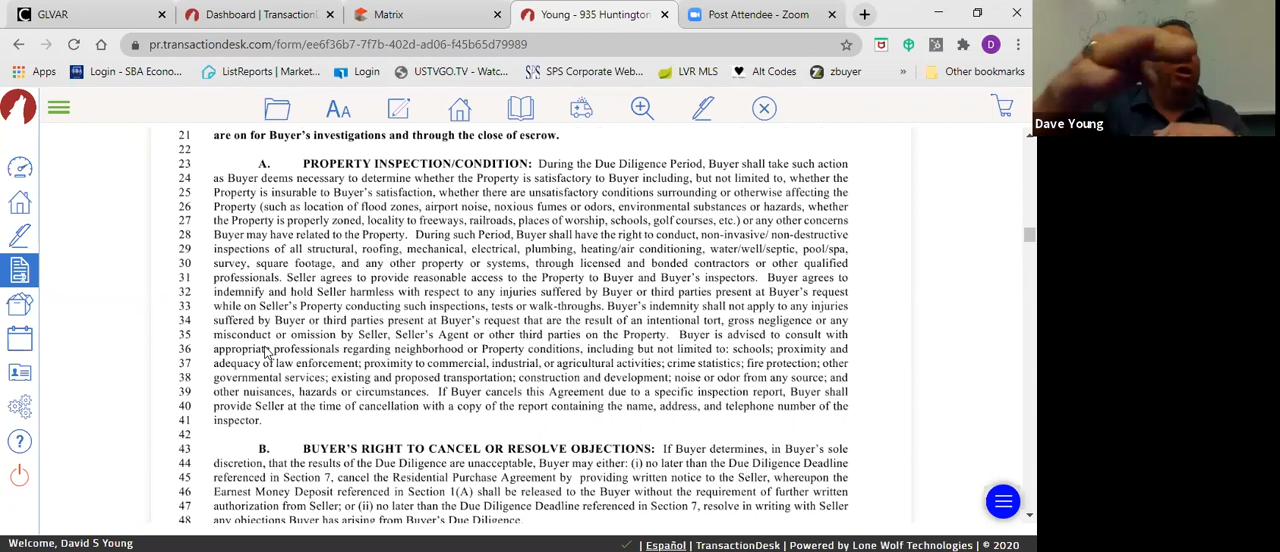 GLVAR
Dashboard | TransactionDesk
Matrix
Young - 935 Huntington
Post Attendee - Zoom
pr.transactiondesk.com/form/ee6f36b7-7f7b-402d-ad06-f45b65d79989
D
Apps
Login - SBA Econo...
ListReports | Market...
Login
USTVGO.TV - Watc...
SPS Corporate Web...
LVR MLS
Alt Codes
zbuyer
»
Other bookmarks
AA
Dave Young
21 are on for Buyer's investigations and through the close of escrow.
22
23 A. PROPERTY INSPECTION/CONDITION: During the Due Diligence Period, Buyer shall take such action
24 as Buyer deems necessary to determine whether the Property is satisfactory to Buyer including, but not limited to, whether the
25 Property is insurable to Buyer's satisfaction, whether there are unsatisfactory conditions surrounding or otherwise affecting the
26 Property (such as location of flood zones, airport noise, noxious fumes or odors, environmental substances or hazards, whether
27 the Property is properly zoned, locality to freeways, railroads, places of worship, schools, golf courses, etc.) or any other concerns
28 Buyer may have related to the Property. During such Period, Buyer shall have the right to conduct, non-invasive/ non-destructive
29 inspections of all structural, roofing, mechanical, electrical, plumbing, heating/air conditioning, water/well/septic, pool/spa,
30 survey, square footage, and any other property or systems, through licensed and bonded contractors or other qualified
31 professionals. Seller agrees to provide reasonable access to the Property to Buyer and Buyer's inspectors. Buyer agrees to
32 indemnify and hold Seller harmless with respect to any injuries suffered by Buyer or third parties present at Buyer's request
33 while on Seller's Property conducting such inspections, tests or walk-throughs. Buyer's indemnity shall not apply to any injuries
34 suffered by Buyer or third parties present at Buyer's request that are the result of an intentional tort, gross negligence or any
35 misconduct or omission by Seller, Seller's Agent or other third parties on the Property. Buyer is advised to consult with
36 appropriate professionals regarding neighborhood or Property conditions, including but not limited to: schools; proximity and
37 adequacy of law enforcement; proximity to commercial, industrial, or agricultural activities; crime statistics; fire protection; other
38 governmental services; existing and proposed transportation; construction and development; noise or odor from any source; and
39 other nuisances, hazards or circumstances. If Buyer cancels this Agreement due to a specific inspection report, Buyer shall
40 provide Seller at the time of cancellation with a copy of the report containing the name, address, and telephone number of the
41 inspector.
42
43 B. BUYER'S RIGHT TO CANCEL OR RESOLVE OBJECTIONS: If Buyer determines, in Buyer's sole
44 discretion, that the results of the Due Diligence are unacceptable, Buyer may either: (i) no later than the Due Diligence Deadline
45 referenced in Section 7, cancel the Residential Purchase Agreement by providing written notice to the Seller, whereupon the
46 Earnest Money Deposit referenced in Section 1(A) shall be released to the Buyer without the requirement of further written
47 authorization from Seller; or (ii) no later than the Due Diligence Deadline referenced in Section 7, resolve in writing with Seller
48 any objections Buyer has arising from Buyer's Due Diligence.
Welcome, David S Young
Español | TransactionDesk | Powered by Lone Wolf Technologies | © 2020